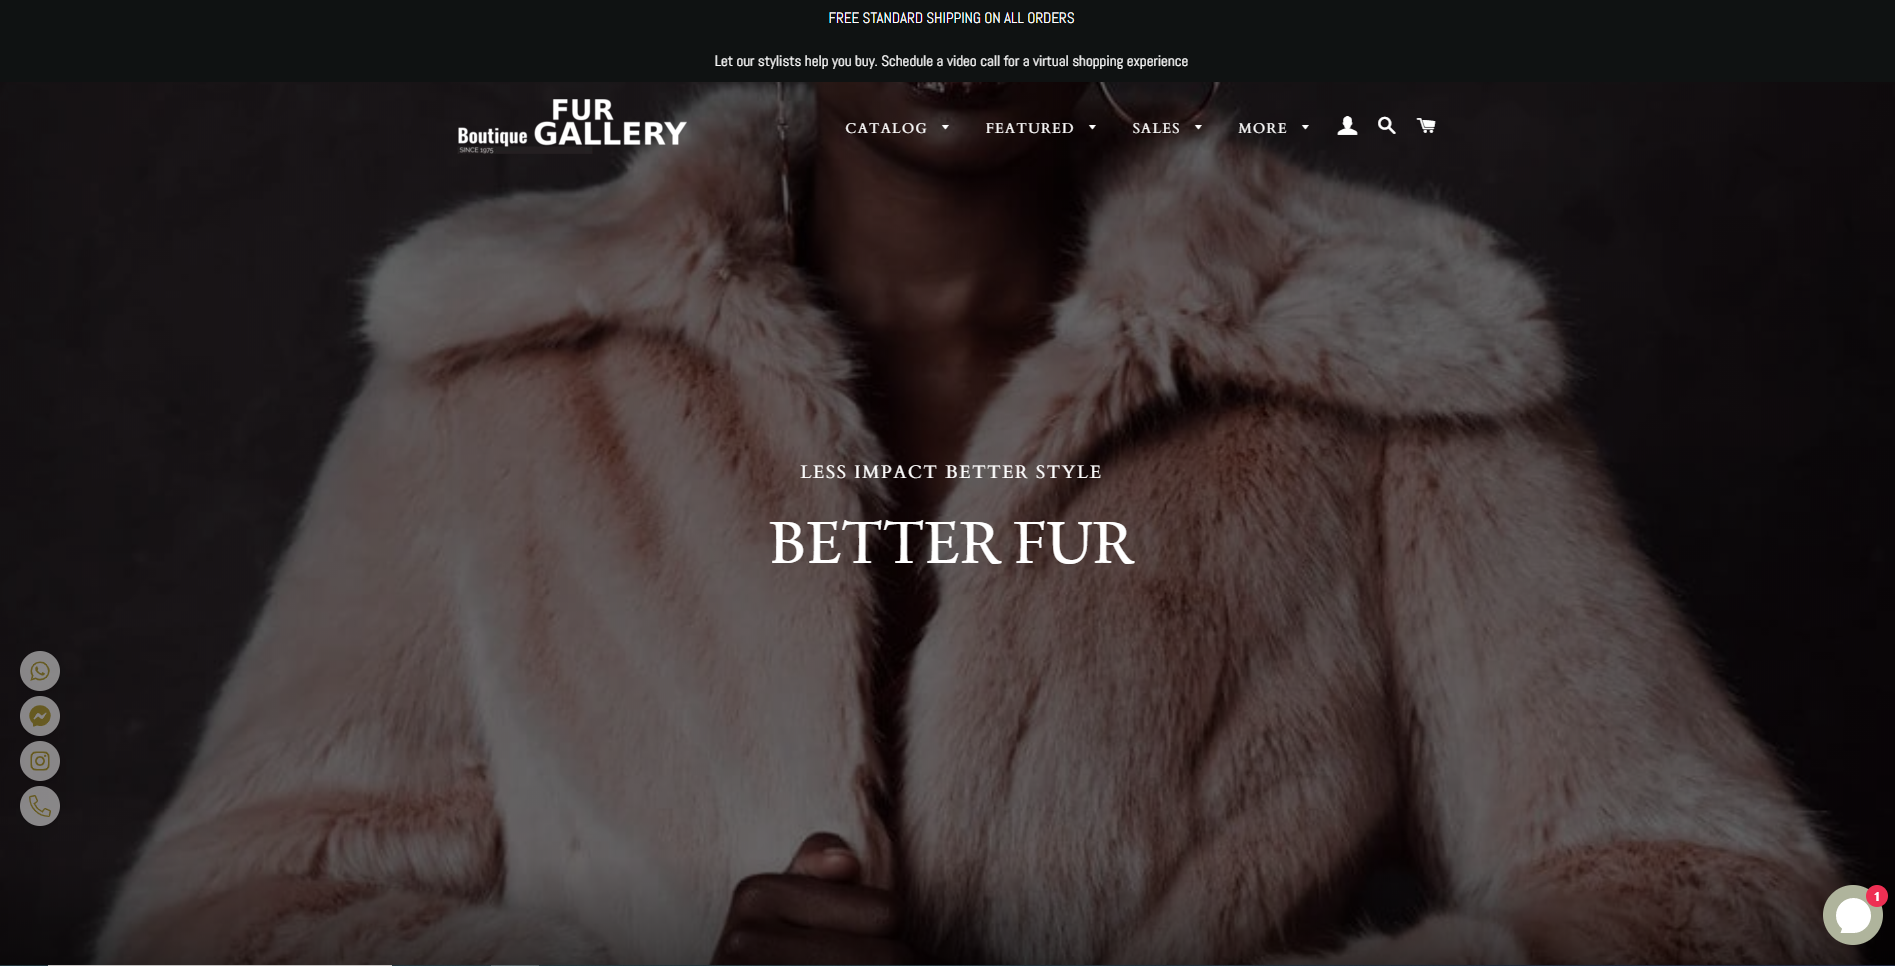 FREE STANDARD SHIPPING ON ALL ORDERS
Let our stylists help you buy. Schedule a video call for a virtual shopping experience
FUR
Boutique GALLERY
SINCE 1975
CATALOG FEATURED SALES MORE
LESS IMPACT BETTER STYLE
BETTER FUR
1